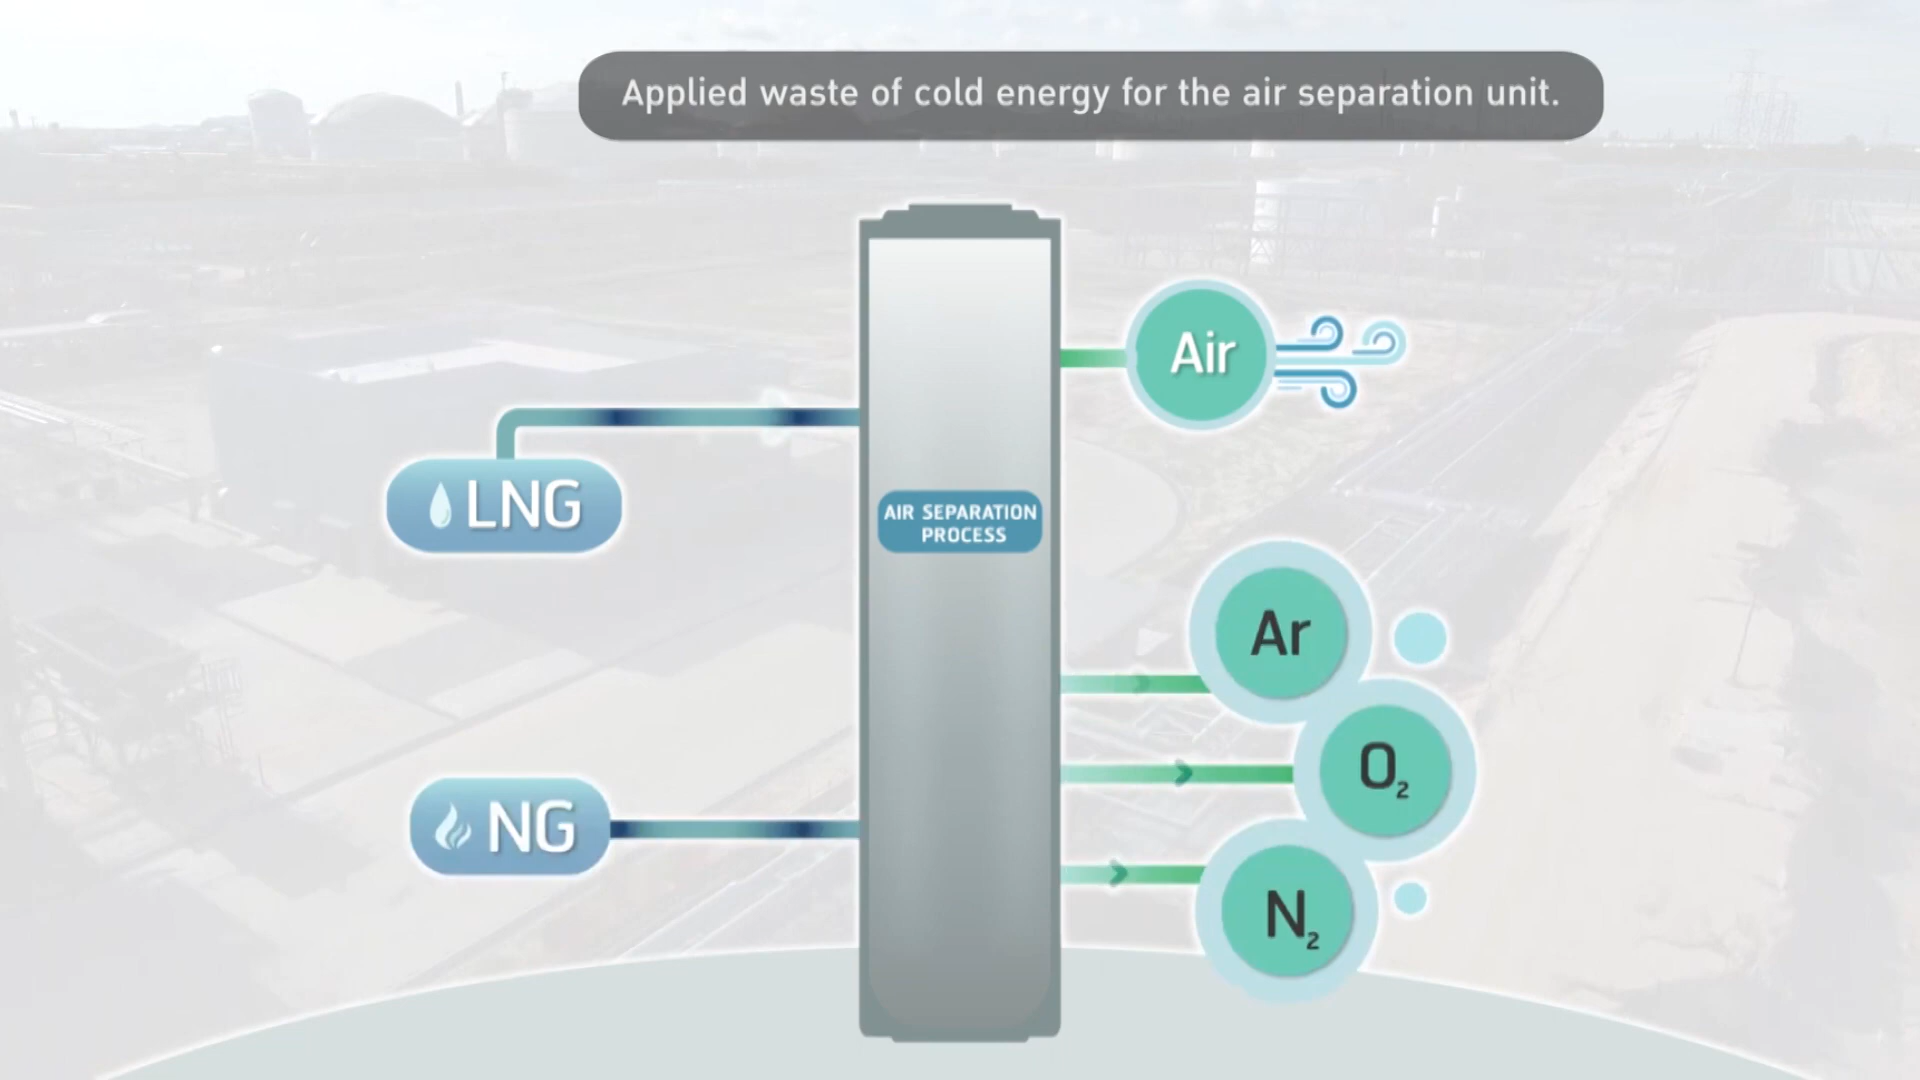 Applied waste of cold energy for the air separation unit.
Air
LNG
AIR SEPARATION
PROCESS
Ar
O₂
NG
N₂